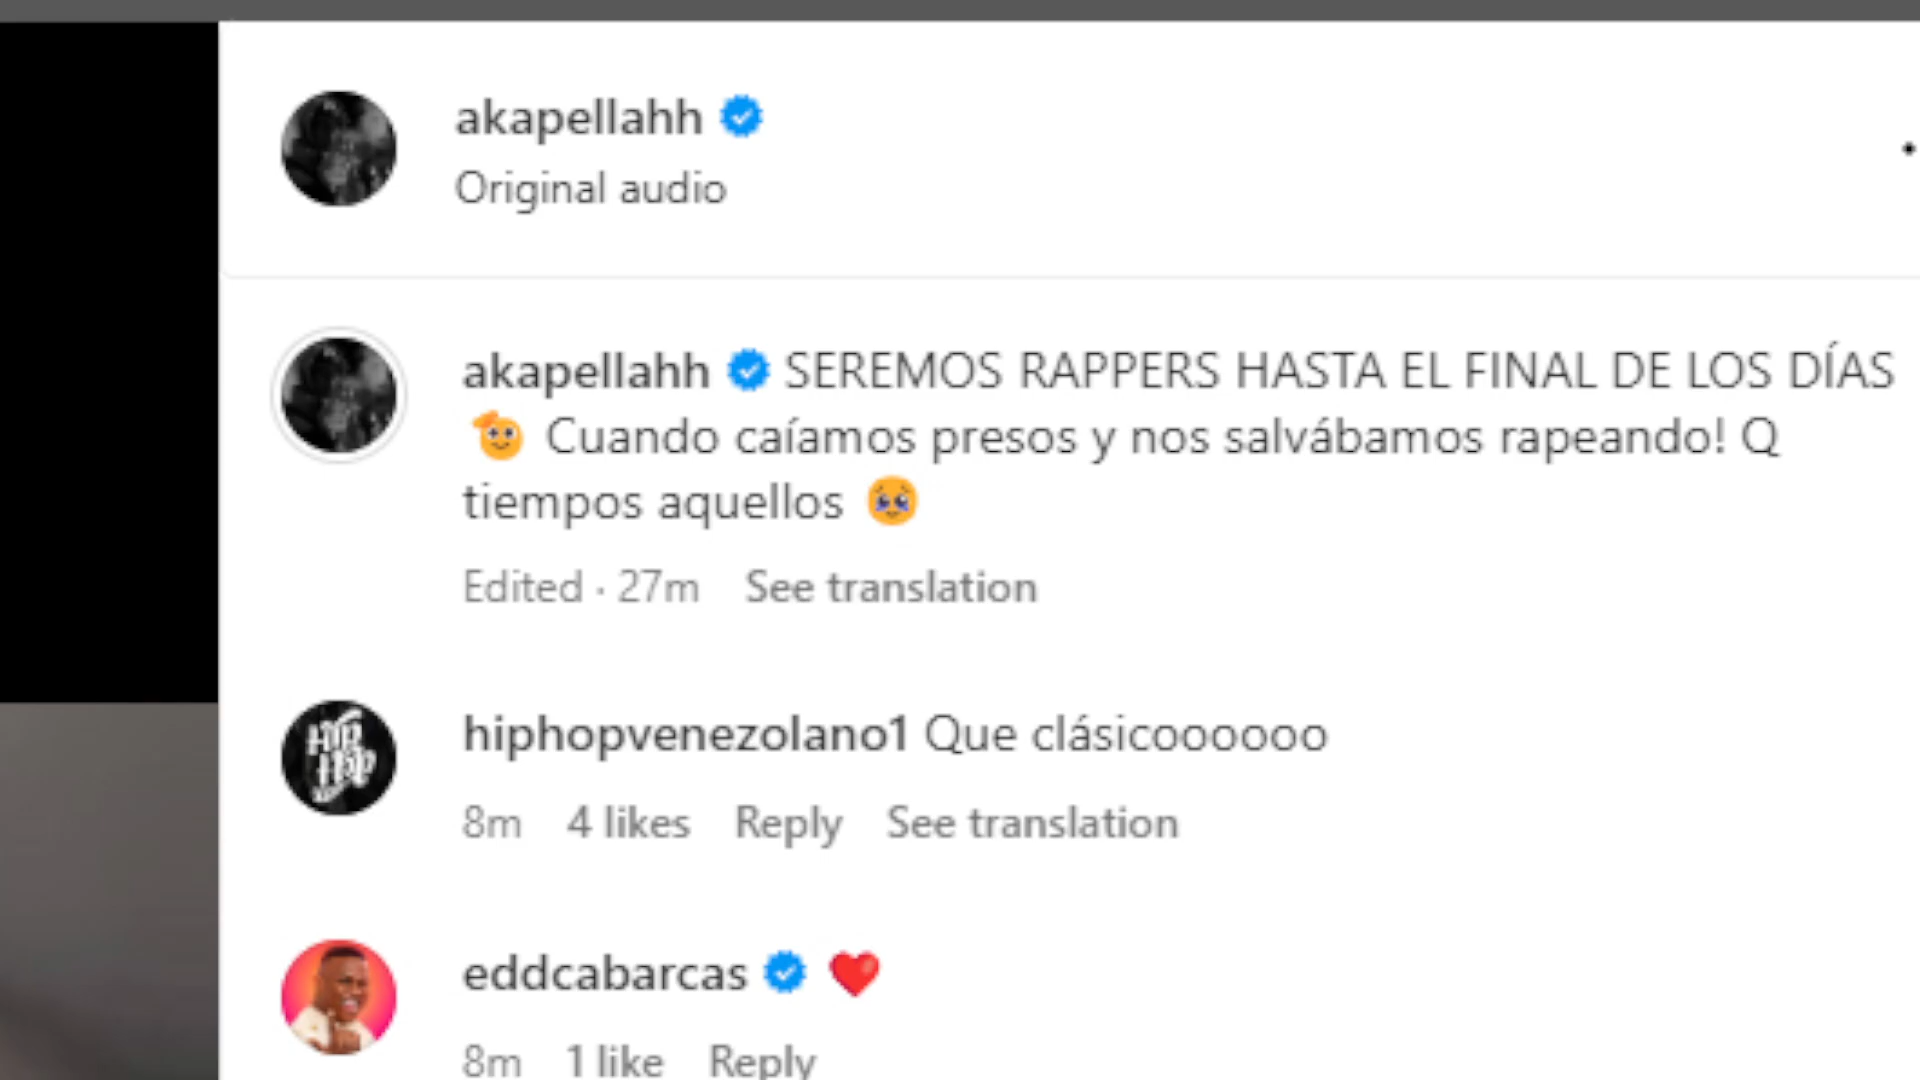 akapellahh
Original audio
akapellahh SEREMOS RAPPERS HASTA EL FINAL DE LOS DÍAS
🫡 Cuando caíamos presos y nos salvábamos rapeando! Q
tiempos aquellos 🥹
Edited · 27m See translation
HIP HOP
hiphopvenezolano1 Que clásicoooooo
8m 4 likes Reply See translation
eddcabarcas ❤️
8m 1 like Reply